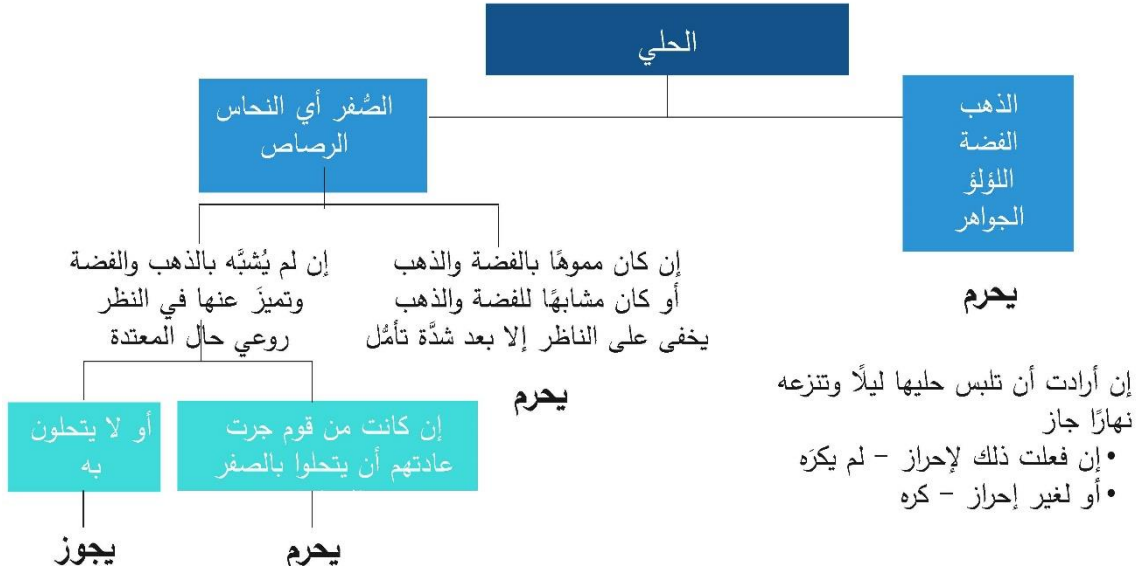 الحلي
الذهب
الفضة
اللؤلؤ
الجواهر
يحرم
إن أرادت أن تلبس حليها ليلًا وتنزعه
نهارًا جاز
• إن فعلت ذلك لإحراز – لم يكرَه
• أو لغير إحراز – كره
الصُّفر أي النحاس
الرصاص
إن كان مموهًا بالفضة والذهب
أو كان مشابهًا للفضة والذهب
يخفى على الناظر إلا بعد شدَّة تأمُّل
يحرم
إن لم يُشبَّه بالذهب والفضة
وتميزَ عنها في النظر
روعي حال المعتدة
إن كانت من قوم جرت
عادتهم أن يتحلوا بالصفر
يحرم
أو لا يتحلون
به
يجوز